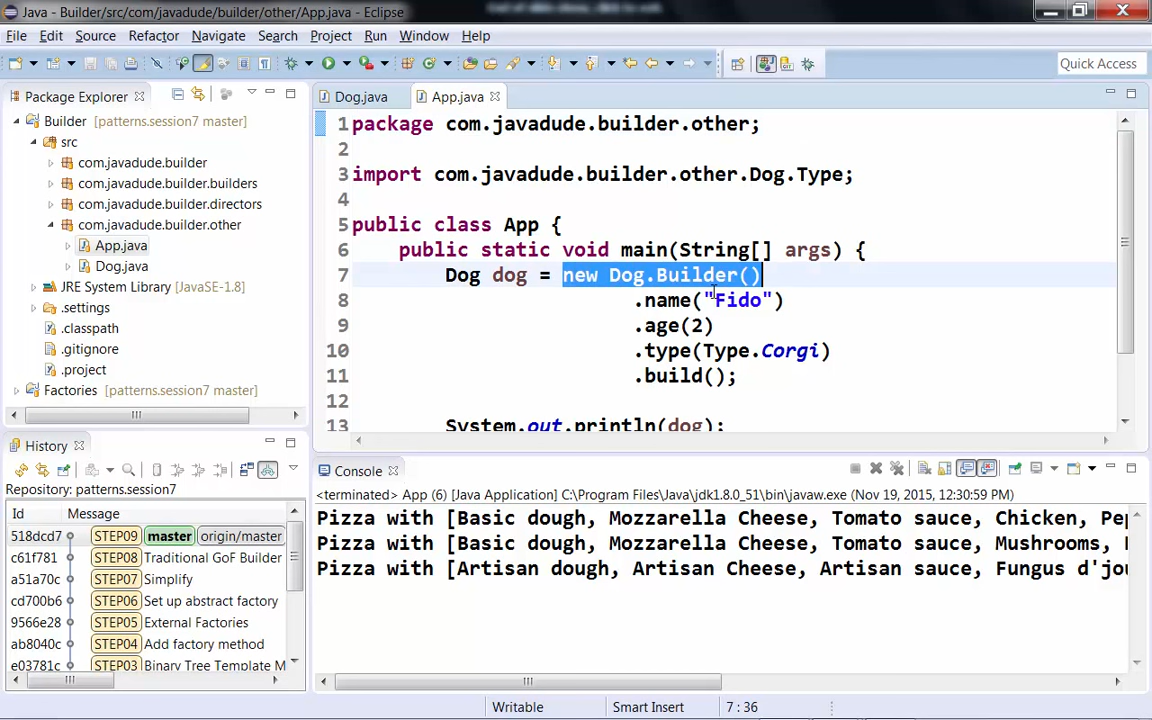 Java - Builder/src/com/javadude/builder/other/App.java - Eclipse
File Edit Source Refactor Navigate Search Project Run Window Help
Quick Access
Package Explorer
Builder [patterns.session7 master]
src
com.javadude.builder
com.javadude.builder.builders
com.javadude.builder.directors
com.javadude.builder.other
App.java
Dog.java
JRE System Library [JavaSE-1.8]
.settings
.classpath
.gitignore
.project
Factories [patterns.session7 master]
Dog.java App.java
1 package com.javadude.builder.other;
2
3 import com.javadude.builder.other.Dog.Type;
4
5 public class App {
6 public static void main(String[] args) {
7 Dog dog = new Dog.Builder()
8 .name("Fido")
9 .age(2)
10 .type(Type.Corgi)
11 .build();
12
13 System.out.println(dog);
History
Repository: patterns.session7
Id Message
518dcd7 STEP09 master origin/master
c61f781 STEP08 Traditional GoF Builder
a51a70c STEP07 Simplify
cd700b6 STEP06 Set up abstract factory
9566e28 STEP05 External Factories
ab8040c STEP04 Add factory method
e03781c STEP03 Binary Tree Template M
Console
<terminated> App (6) [Java Application] C:\Program Files\Java\jdk1.8.0_51\bin\javaw.exe (Nov 19, 2015, 12:30:59 PM)
Pizza with [Basic dough, Mozzarella Cheese, Tomato sauce, Chicken, Pep
Pizza with [Basic dough, Mozzarella Cheese, Tomato sauce, Mushrooms,
Pizza with [Artisan dough, Artisan Cheese, Artisan sauce, Fungus d'jou
Writable Smart Insert 7 : 36